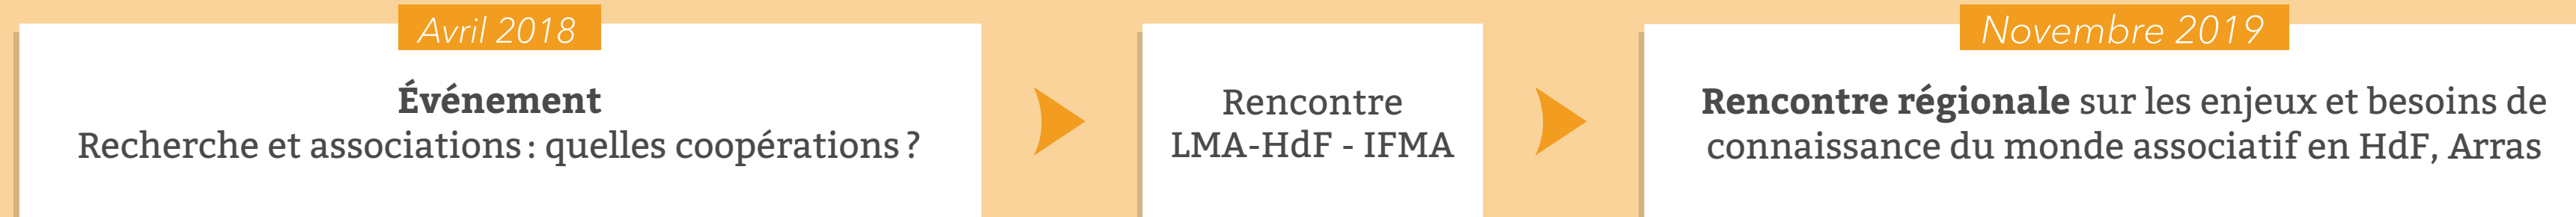 Avril 2018
Événement
Recherche et associations : quelles coopérations ?
Rencontre
LMA-HdF - IFMA
Novembre 2019
Rencontre régionale sur les enjeux et besoins de
connaissance du monde associatif en HdF, Arras